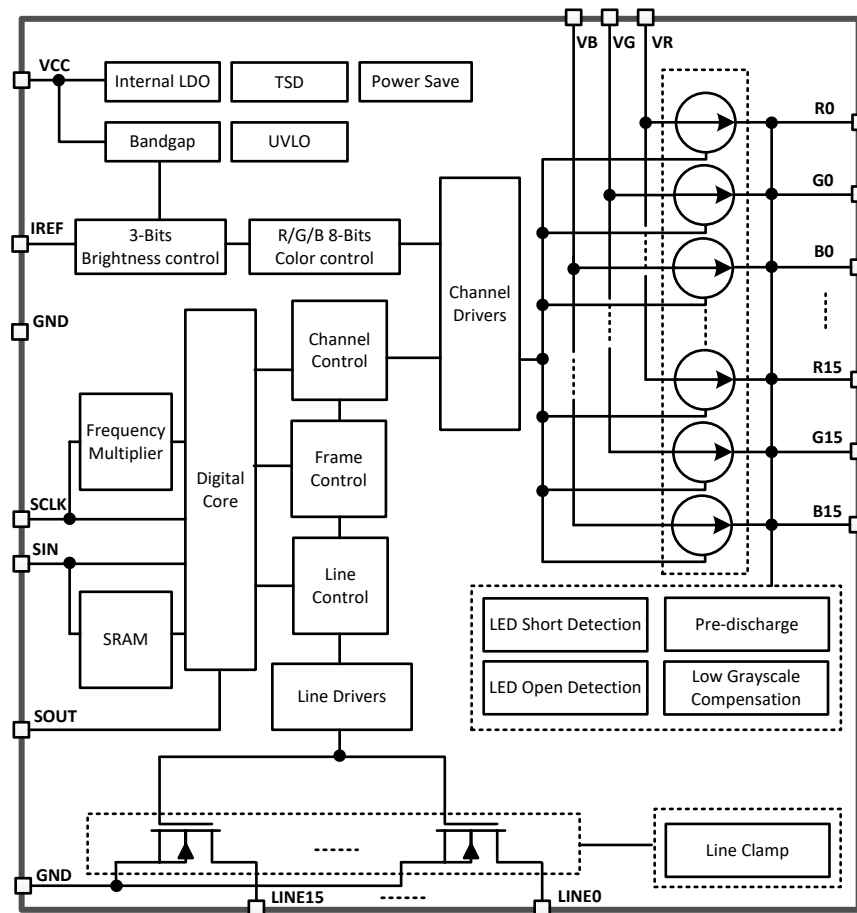 VB
VG
VR
VCC
Internal LDO
TSD
Power Save
R0
Bandgap
UVLO
G0
IREF
3-Bits
Brightness control
R/G/B 8-Bits
Color control
B0
GND
Channel
Drivers
Channel
Control
R15
Frequency
Multiplier
Digital
Core
Frame
Control
G15
SCLK
B15
SIN
Line
Control
SRAM
LED Short Detection
Pre-discharge
LED Open Detection
Low Grayscale
Compensation
Line Drivers
SOUT
Line Clamp
GND
LINE15
LINE0